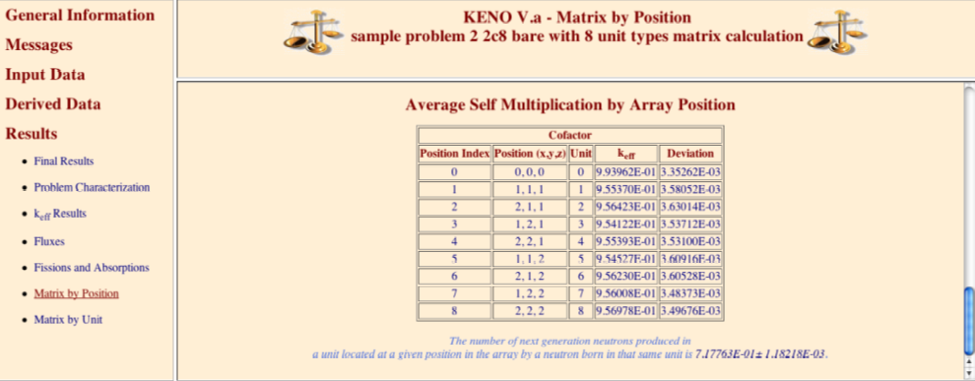 General Information
Messages
Input Data
Derived Data
Results
• Final Results
• Problem Characterization
• keff Results
• Fluxes
• Fissions and Absorptions
• Matrix by Position
• Matrix by Unit
KENO V.a - Matrix by Position
sample problem 2 2c8 bare with 8 unit types matrix calculation
Average Self Multiplication by Array Position
Cofactor
Position Index Position (x,y,z) Unit keff Deviation
0 0, 0, 0 0 9.93962E-01 3.35262E-03
1 1, 1, 1 1 9.55370E-01 3.58052E-03
2 2, 1, 1 2 9.56423E-01 3.63014E-03
3 1, 2, 1 3 9.54122E-01 3.53712E-03
4 2, 2, 1 4 9.55393E-01 3.53100E-03
5 1, 1, 2 5 9.54527E-01 3.60916E-03
6 2, 1, 2 6 9.56230E-01 3.60528E-03
7 1, 2, 2 7 9.56008E-01 3.48373E-03
8 2, 2, 2 8 9.56978E-01 3.49676E-03
The number of next generation neutrons produced in
a unit located at a given position in the array by a neutron born in that same unit is 7.17763E-01± 1.18218E-03.